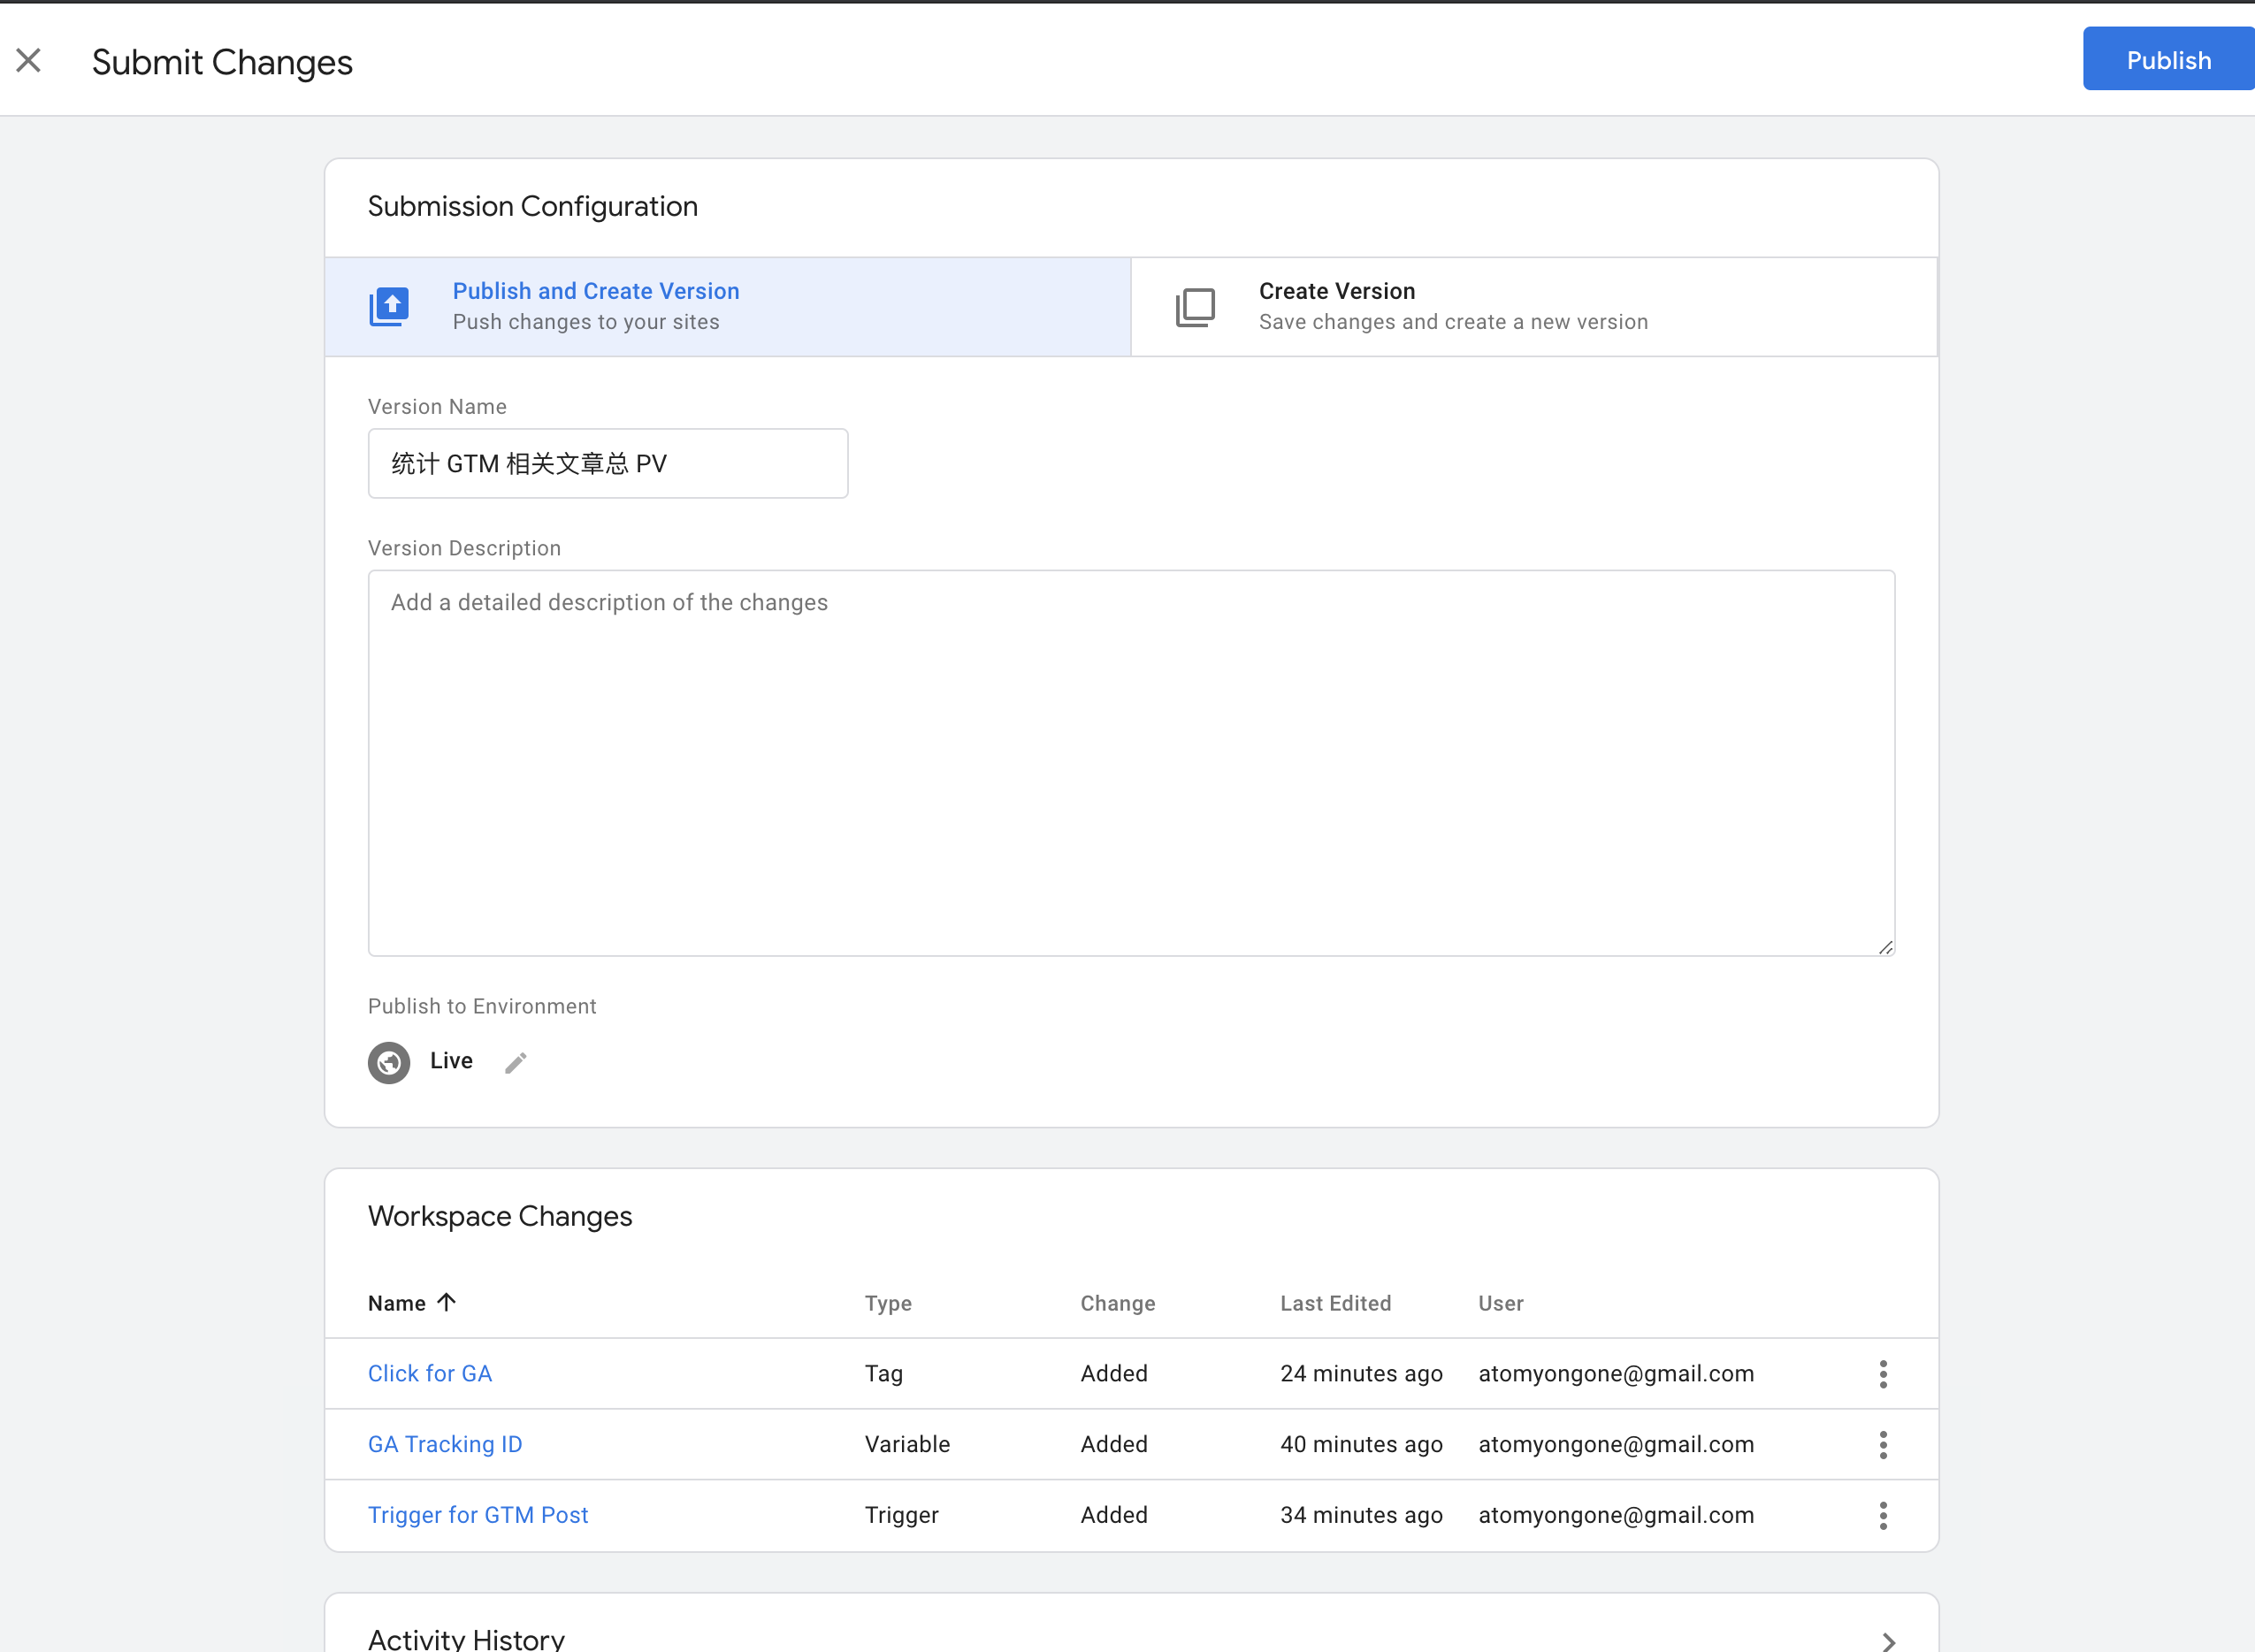 Submit Changes
Publish
Submission Configuration
Publish and Create Version
Push changes to your sites
Create Version
Save changes and create a new version
Version Name
统计 GTM 相关文章总 PV
Version Description
Add a detailed description of the changes
Publish to Environment
Live
Workspace Changes
Name Type Change Last Edited User
Click for GA Tag Added 24 minutes ago atomyongone@gmail.com
GA Tracking ID Variable Added 40 minutes ago atomyongone@gmail.com
Trigger for GTM Post Trigger Added 34 minutes ago atomyongone@gmail.com
Activity History